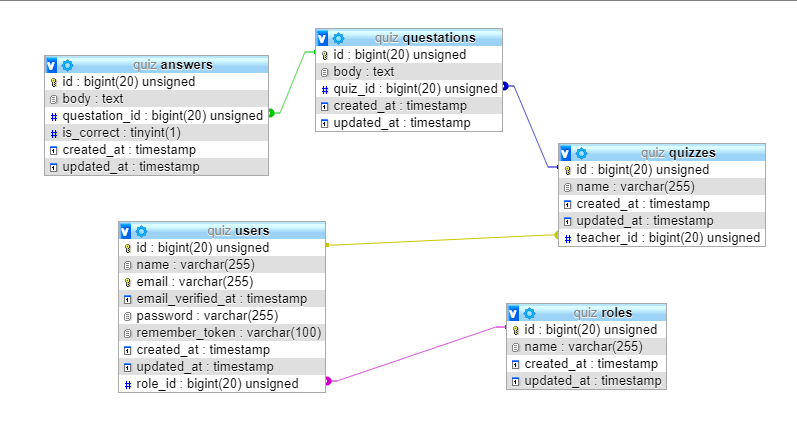 quiz answers
id : bigint(20) unsigned
body : text
questation_id : bigint(20) unsigned
is_correct : tinyint(1)
created_at : timestamp
updated_at : timestamp
quiz questations
id : bigint(20) unsigned
body : text
quiz_id : bigint(20) unsigned
created_at : timestamp
updated_at : timestamp
quiz quizzes
id : bigint(20) unsigned
name : varchar(255)
created_at : timestamp
updated_at : timestamp
teacher_id : bigint(20) unsigned
quiz users
id : bigint(20) unsigned
name : varchar(255)
email : varchar(255)
email_verified_at : timestamp
password : varchar(255)
remember_token : varchar(100)
created_at : timestamp
updated_at : timestamp
role_id : bigint(20) unsigned
quiz roles
id : bigint(20) unsigned
name : varchar(255)
created_at : timestamp
updated_at : timestamp